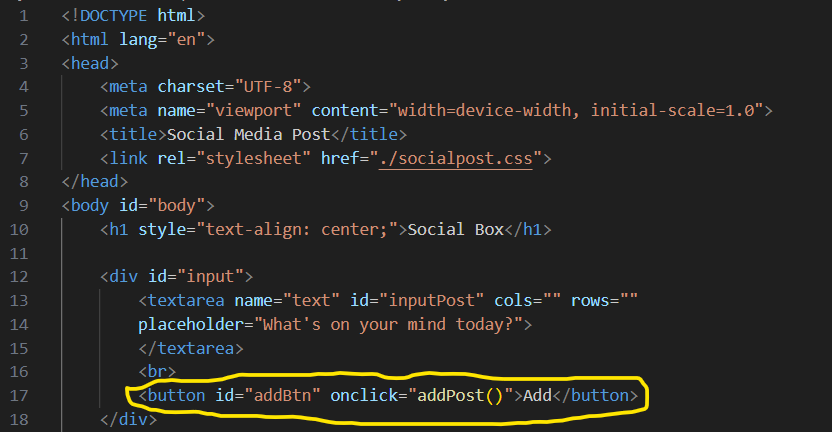 1 <!DOCTYPE html>
2 <html lang="en">
3 <head>
4     <meta charset="UTF-8">
5     <meta name="viewport" content="width=device-width, initial-scale=1.0">
6     <title>Social Media Post</title>
7     <link rel="stylesheet" href="./socialpost.css">
8 </head>
9 <body id="body">
10     <h1 style="text-align: center;">Social Box</h1>
11
12     <div id="input">
13         <textarea name="text" id="inputPost" cols="" rows=""
14         placeholder="What's on your mind today?">
15         </textarea>
16         <br>
17         <button id="addBtn" onclick="addPost()">Add</button>
18     </div>